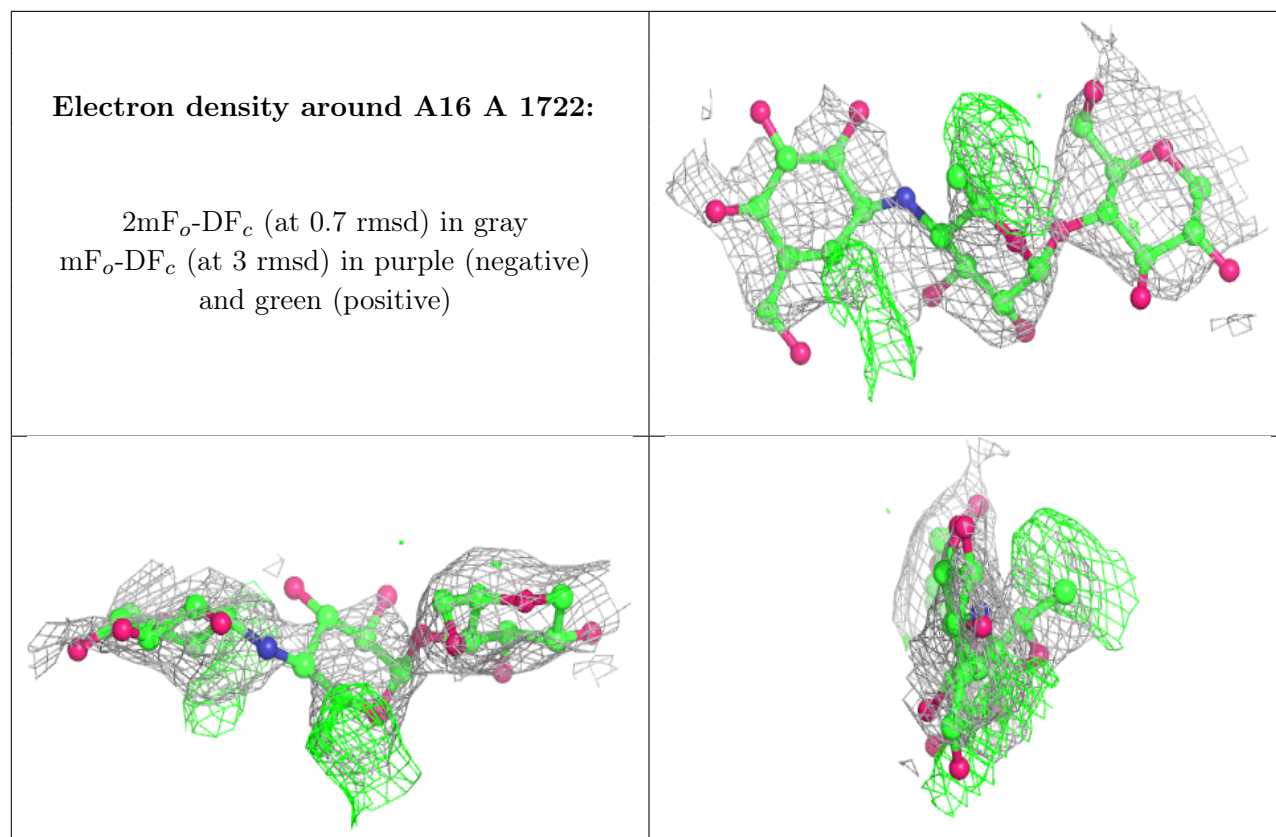 Electron density around A16 A 1722:
2mFo-DFc (at 0.7 rmsd) in gray
mFo-DFc (at 3 rmsd) in purple (negative)
and green (positive)